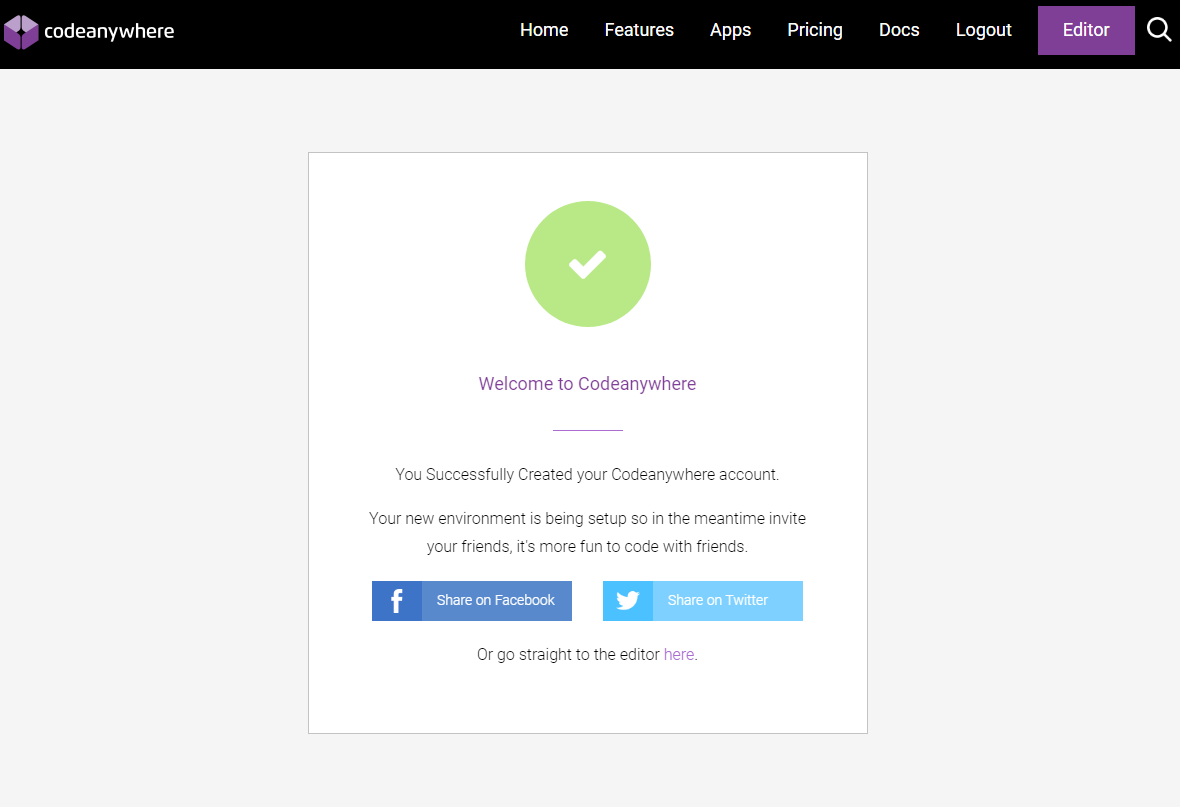 codeanywhere
Home Features Apps Pricing Docs Logout Editor
Welcome to Codeanywhere
You Successfully Created your Codeanywhere account.
Your new environment is being setup so in the meantime invite
your friends, it's more fun to code with friends.
Share on Facebook
Share on Twitter
Or go straight to the editor here.